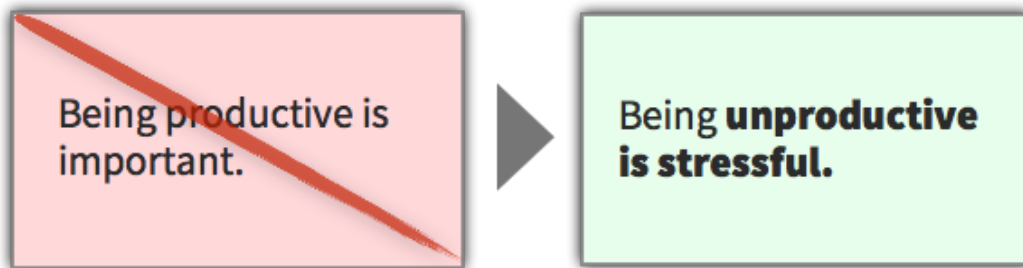 Being productive is
important.
Being unproductive
is stressful.